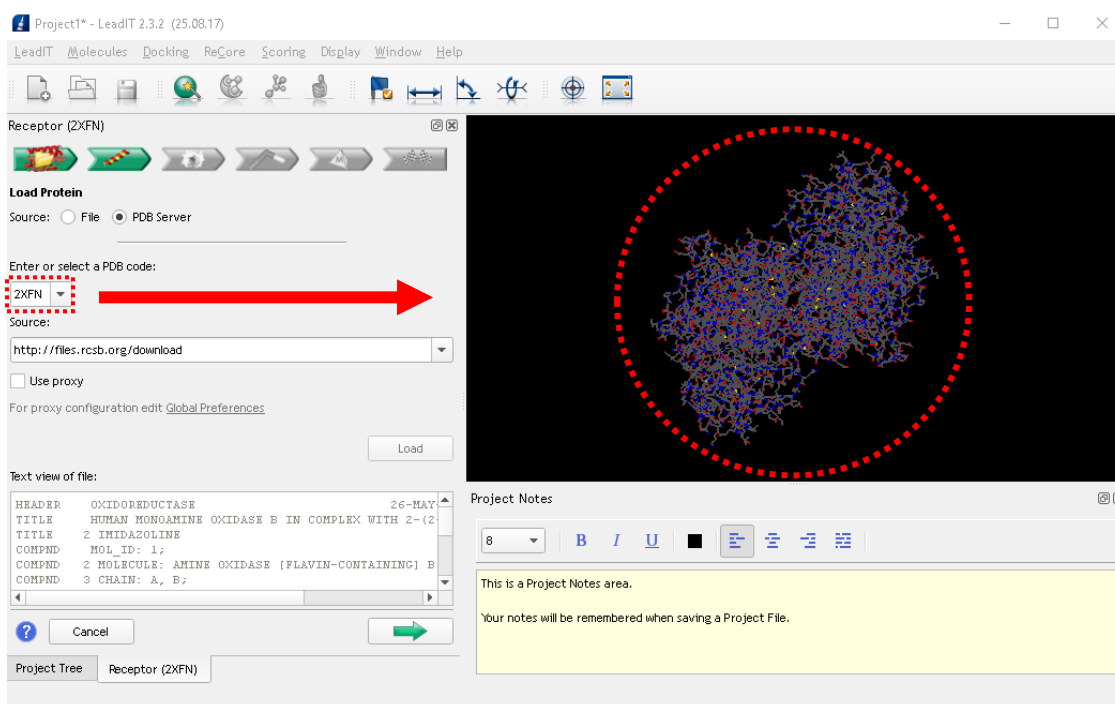 Project1* - LeadIT 2.3.2 (25.08.17)
LeadIT Molecules Docking ReCore Scoring Display Window Help
Receptor (2XFN)
Load Protein
Source: File PDB Server
Enter or select a PDB code:
2XFN
Source:
http://files.rcsb.org/download
Use proxy
For proxy configuration edit Global Preferences
Load
Text view of file:
HEADER OXIDOREDUCTASE 26-MAY-
TITLE HUMAN MONOAMINE OXIDASE B IN COMPLEX WITH 2-(2-
TITLE 2 IMIDAZOLINE
COMPND MOL_ID: 1;
COMPND 2 MOLECULE: AMINE OXIDASE [FLAVIN-CONTAINING] B
COMPND 3 CHAIN: A, B;
? Cancel
Project Tree Receptor (2XFN)
Project Notes
8 B I U
This is a Project Notes area.
Your notes will be remembered when saving a Project File.